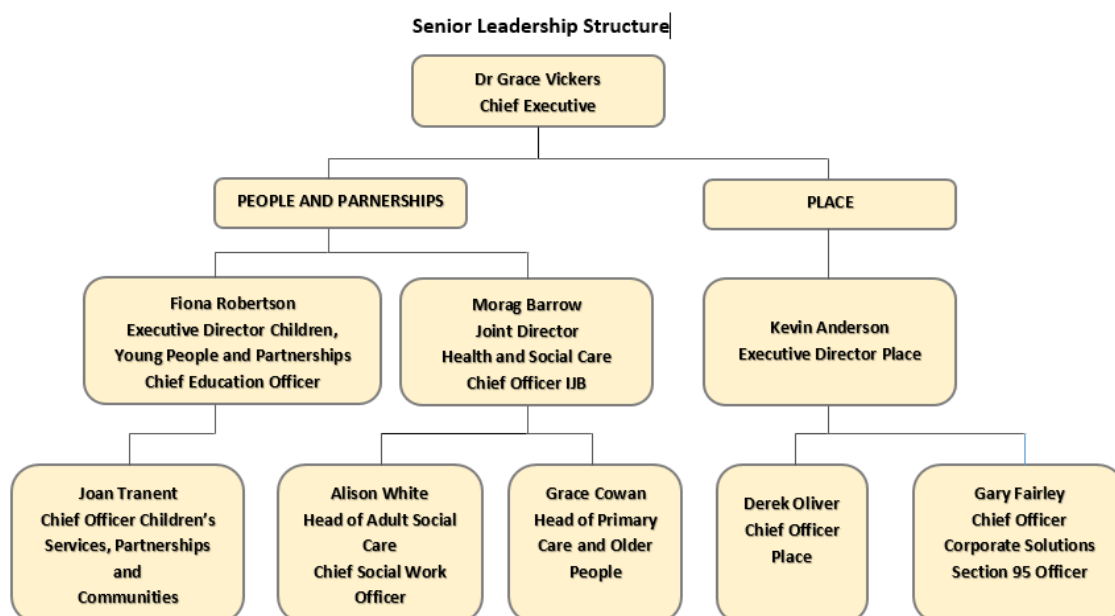 Senior Leadership Structure
Dr Grace Vickers
Chief Executive
PEOPLE AND PARNERSHIPS
PLACE
Fiona Robertson
Executive Director Children,
Young People and Partnerships
Chief Education Officer
Morag Barrow
Joint Director
Health and Social Care
Chief Officer IJB
Kevin Anderson
Executive Director Place
Joan Tranent
Chief Officer Children's
Services, Partnerships
and
Communities
Alison White
Head of Adult Social
Care
Chief Social Work
Officer
Grace Cowan
Head of Primary
Care and Older
People
Derek Oliver
Chief Officer
Place
Gary Fairley
Chief Officer
Corporate Solutions
Section 95 Officer